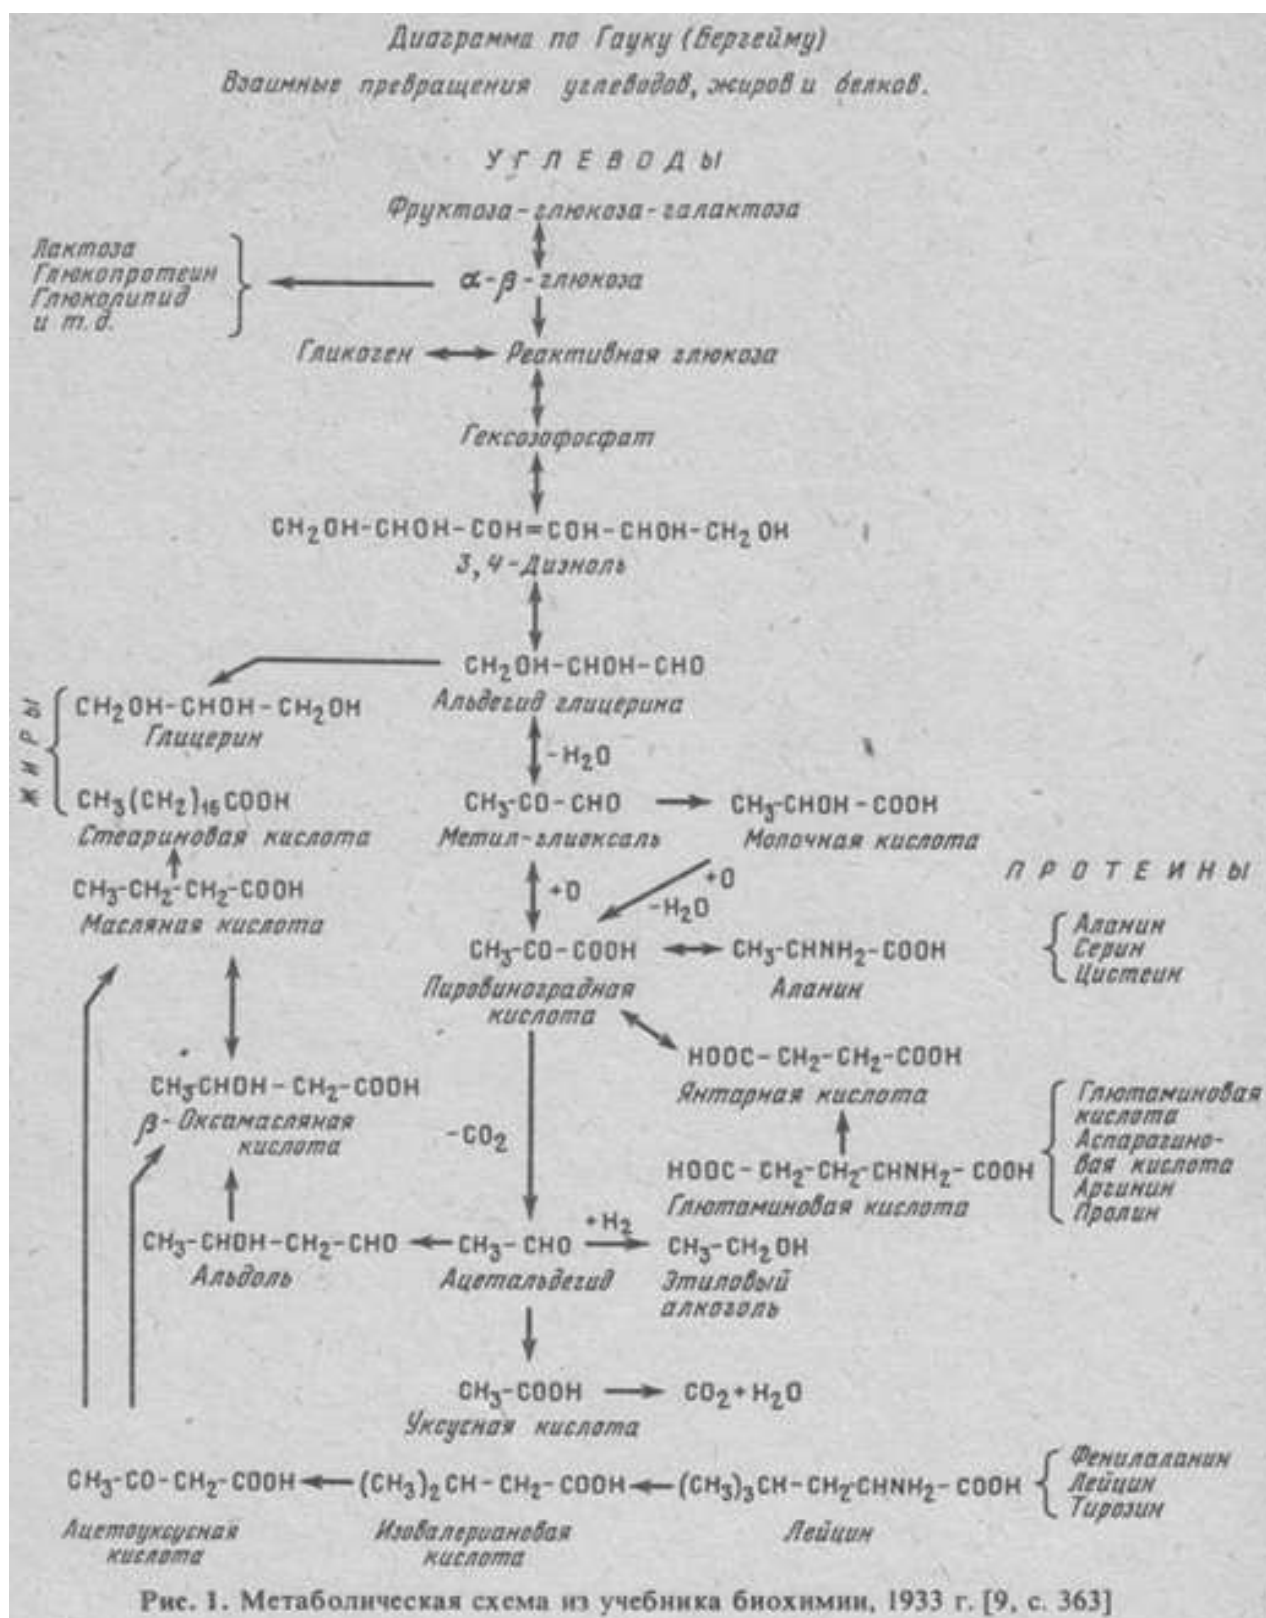 Диаграмма по Гауку (Бергейму)
Взаимные превращения углеводов, жиров и белков.
УГЛЕВОДЫ
Фруктоза-глюкоза-галактоза
Лактоза
Глюкопротеин
Глюколипид
и т.д.
α-β-глюкоза
Гликоген
Реактивная глюкоза
Гексозофосфат
CH₂OH-CHOH-COH=COH-CHOH-CH₂OH
3,4-Диэноль
CH₂OH-CHOH-CHO
Альдегид глицерина
ЖИРЫ
CH₂OH-CHOH-CH₂OH
Глицерин
-H₂O
CH₃(CH₂)₁₆COOH
Стеариновая кислота
CH₃-CO-CHO
Метил-глиоксаль
CH₃-CHOH-COOH
Молочная кислота
CH₃-CH₂-CH₂-COOH
Масляная кислота
+O
+O
-H₂O
ПРОТЕИНЫ
CH₃-CO-COOH
Пировиноградная
кислота
CH₃-CHNH₂-COOH
Аланин
Аланин
Серин
Цистеин
HOOC-CH₂-CH₂-COOH
Янтарная кислота
CH₃CHOH-CH₂-COOH
β-Оксамасляная
кислота
-CO₂
HOOC-CH₂-CH₂-CHNH₂-COOH
Глютаминовая кислота
Глютаминовая
кислота
Аспарагино-
вая кислота
Аргинин
Пролин
CH₃-CHOH-CH₂-CHO
Альдоль
CH₃-CHO
Ацетальдегид
+H₂
CH₃-CH₂OH
Этиловый
алкоголь
CH₃-COOH
Уксусная кислота
CO₂+H₂O
CH₃-CO-CH₂-COOH
Ацетоуксусная
кислота
(CH₃)₂CH-CH₂-COOH
Изовалериановая
кислота
(CH₃)₃CH-CH₂-CHNH₂-COOH
Лейцин
Фенилаланин
Лейцин
Тирозин
Рис. 1. Метаболическая схема из учебника биохимии, 1933 г. [9, с. 363]